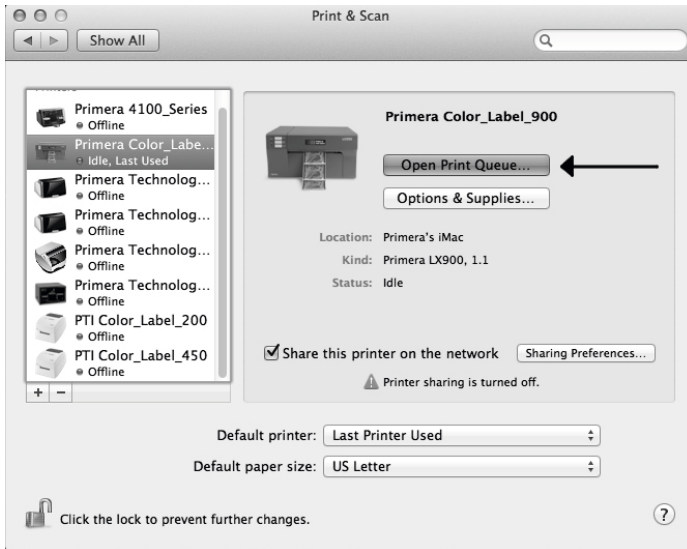 Print & Scan
Show All
Primera 4100_Series
Offline
Primera Color_Labe...
Idle, Last Used
Primera Technolog...
Offline
Primera Technolog...
Offline
Primera Technolog...
Offline
Primera Technolog...
Offline
PTI Color_Label_200
Offline
PTI Color_Label_450
Offline
+ −
Primera Color_Label_900
Open Print Queue...
Options & Supplies...
Location: Primera's iMac
Kind: Primera LX900, 1.1
Status: Idle
Share this printer on the network Sharing Preferences...
Printer sharing is turned off.
Default printer: Last Printer Used
Default paper size: US Letter
Click the lock to prevent further changes. ?